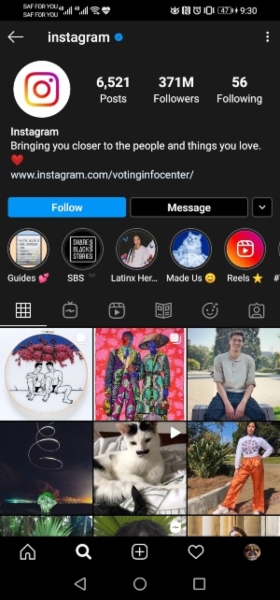 SAF FOR YOU
SAF FOR YOU
47
9:30
instagram
6,521 371M 56
Posts Followers Following
Instagram
Bringing you closer to the people and things you love.
❤️
www.instagram.com/votinginfocenter/
Follow Message
SHARE
BLACK
STORIES
Guides 💕 SBS 🖤 Latinx Her... Made Us 😊 Reels ⭐